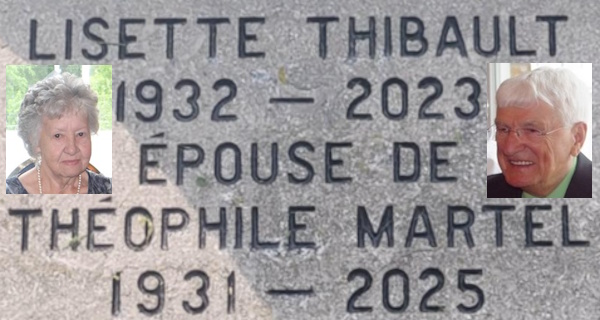 LISETTE THIBAULT
1932 — 2023
ÉPOUSE DE
THÉOPHILE MARTEL
1931 — 2025